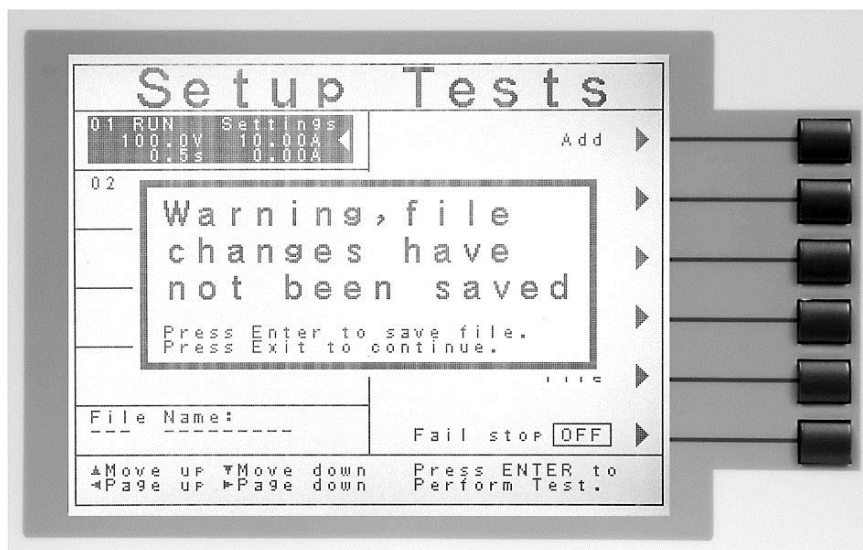 Setup Tests
01 RUN Settings
100.0V 10.00A
0.5s 0.00A
Add
02
Warning, file
changes have
not been saved
Press Enter to save file.
Press Exit to continue.
File Name:
Fail stop OFF
▲Move up ▼Move down
◄Page up ►Page down
Press ENTER to
Perform Test.